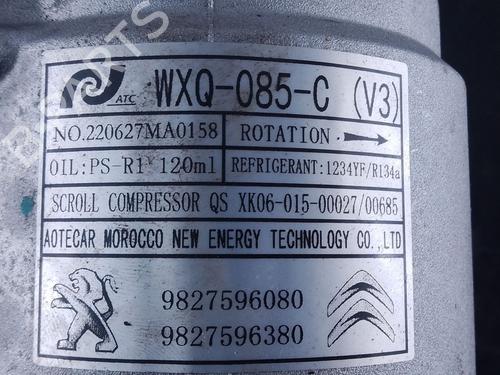 ATC WXQ-085-C (V3)
NO.220627MA0158 ROTATION
OIL:PS-R1 120ml REFRIGERANT:1234YF/R134a
SCROLL COMPRESSOR QS XK06-015-00027/00685
AOTECAR MOROCCO NEW ENERGY TECHNOLOGY CO.,LTD
9827596080
9827596380